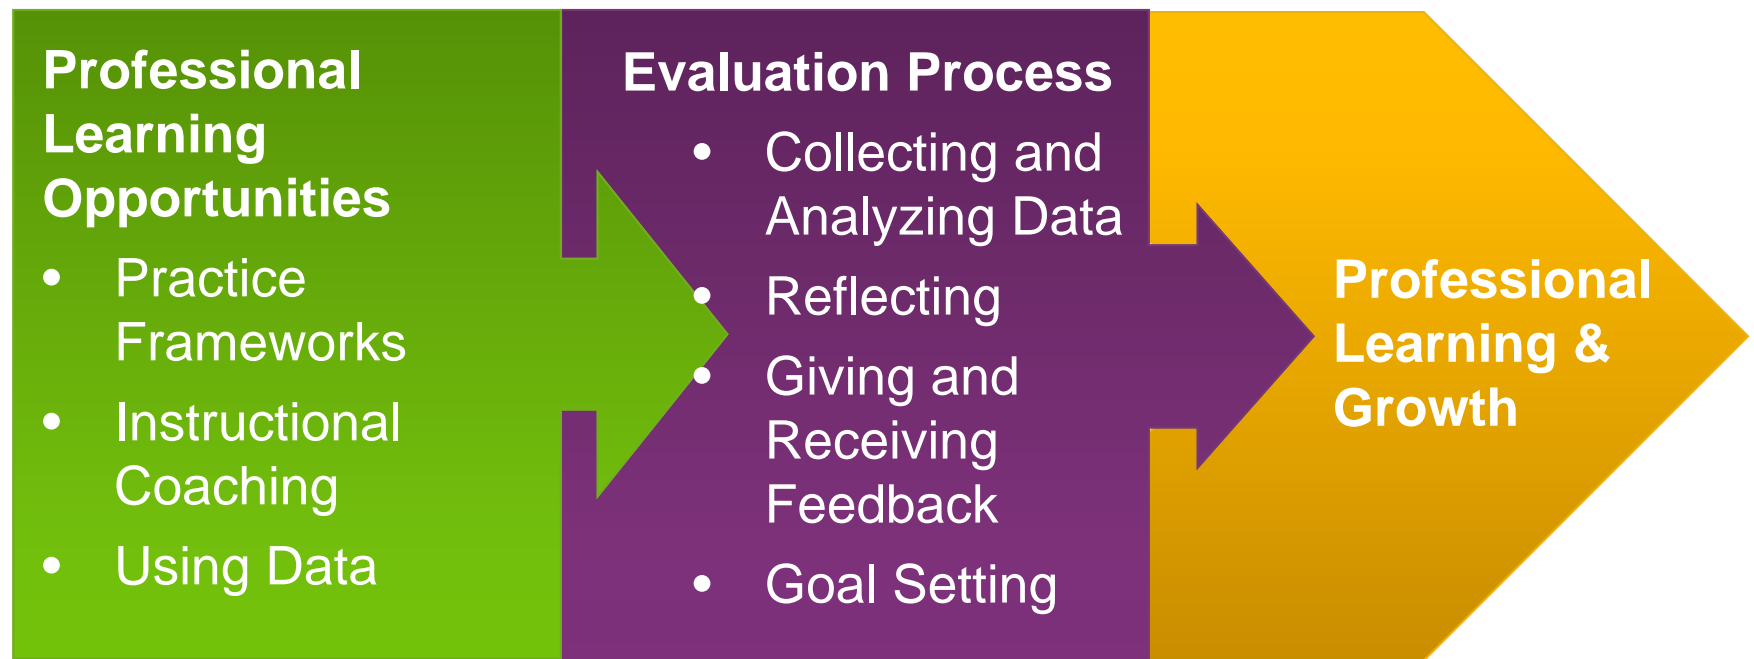 Professional
Learning
Opportunities
• Practice
Frameworks
• Instructional
Coaching
• Using Data
Evaluation Process
• Collecting and
Analyzing Data
• Reflecting
• Giving and
Receiving
Feedback
• Goal Setting
Professional
Learning &
Growth